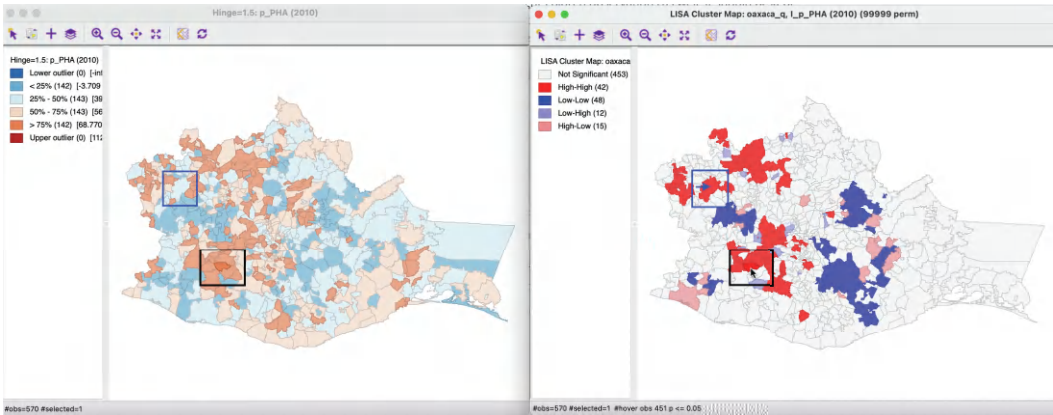 Hinge=1.5: p_PHA (2010)
Hinge=1.5: p_PHA (2010)
Lower outlier (0) [-inf
< 25% (142) [-3.709
25% - 50% (143) [39
50% - 75% (143) [56
> 75% (142) [68.770
Upper outlier (0) [112
#obs=570 #selected=1
LISA Cluster Map: oaxaca_q, I_p_PHA (2010) (99999 perm)
LISA Cluster Map: oaxaca
Not Significant (453)
High-High (42)
Low-Low (48)
Low-High (12)
High-Low (15)
#obs=570 #selected=1 #hover obs 451 p <= 0.05